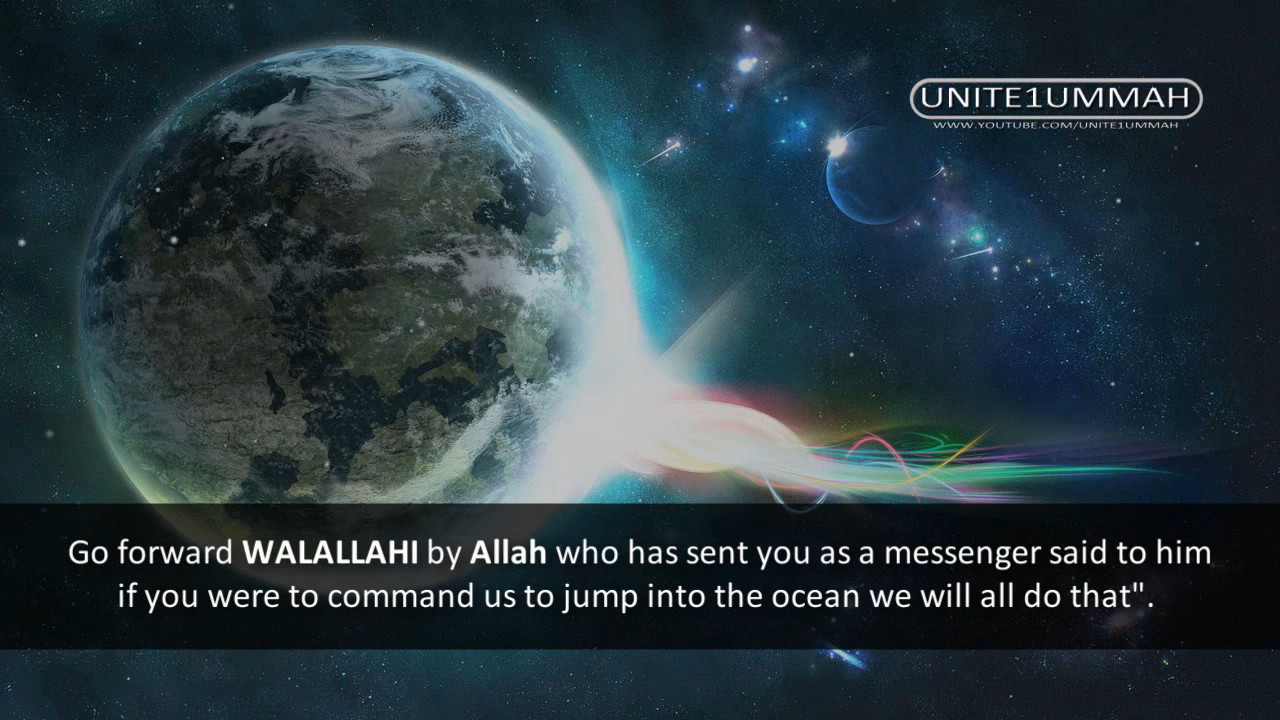 UNITE1UMMAH
WWW.YOUTUBE.COM/UNITE1UMMAH
Go forward WALALLAHI by Allah who has sent you as a messenger said to him
if you were to command us to jump into the ocean we will all do that".